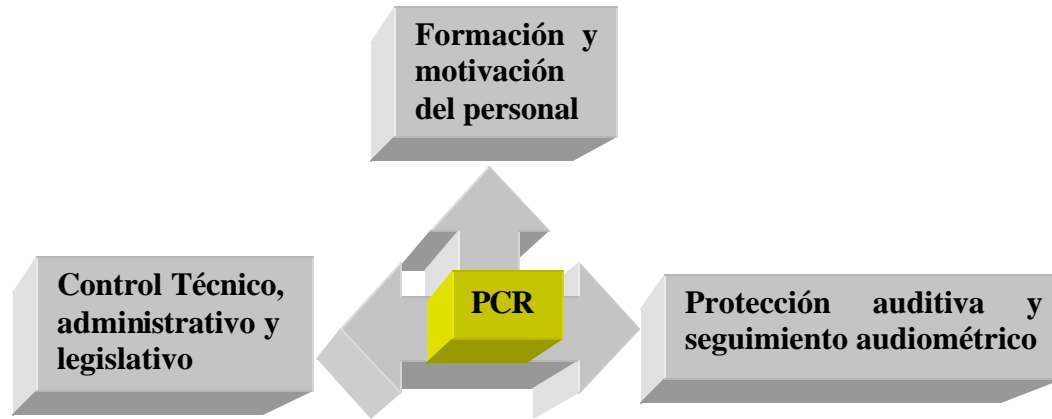 Formación y
motivación
del personal
Control Técnico,
administrativo y
legislativo
PCR
Protección auditiva y
seguimiento audiométrico